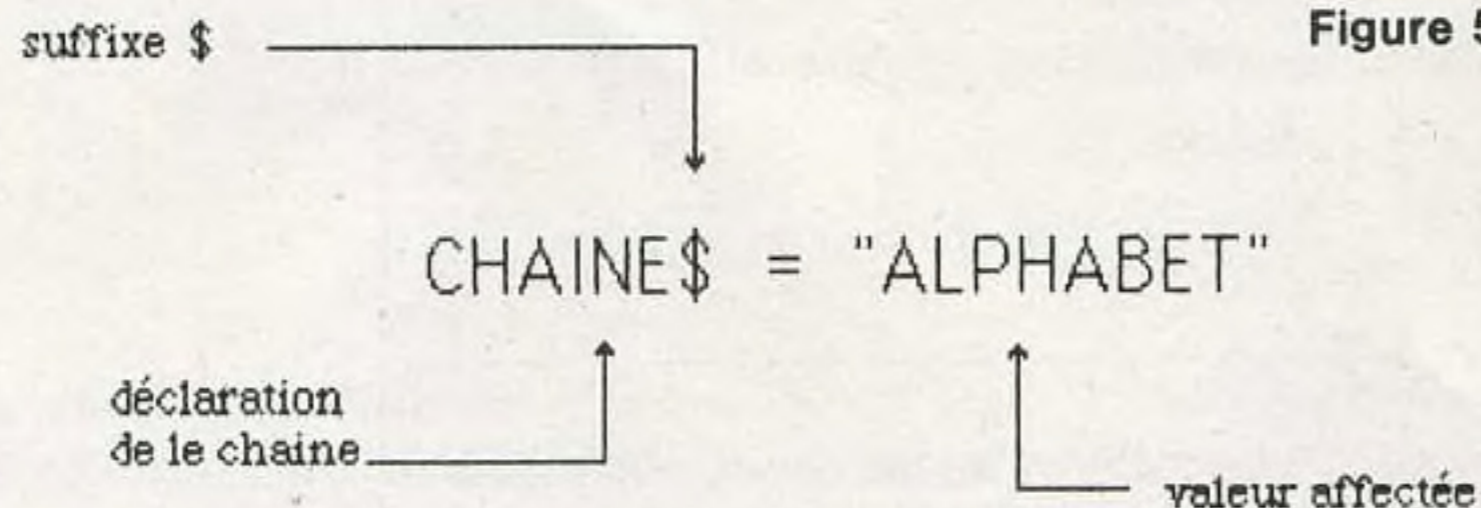 suffixe $
Figure 5
CHAINE$ = "ALPHABET"
déclaration
de le chaine
valeur affectée